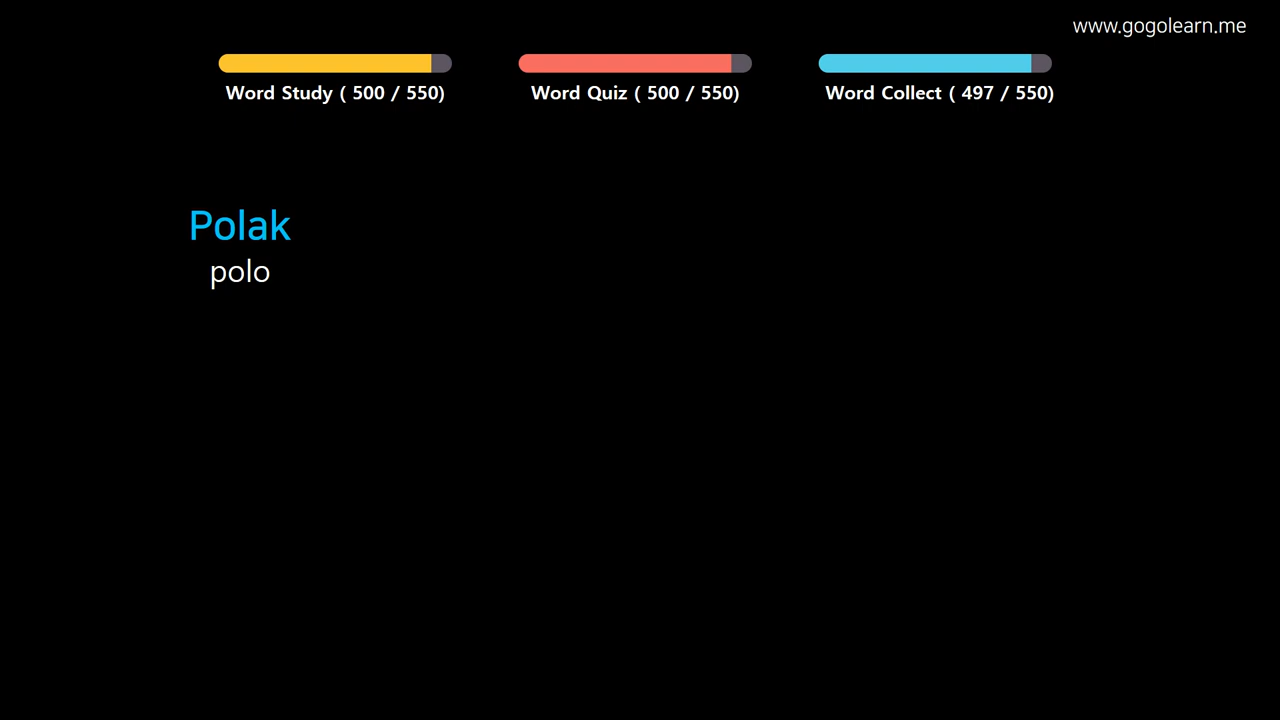 www.gogolearn.me
Word Study ( 500 / 550)
Word Quiz ( 500 / 550)
Word Collect ( 497 / 550)
Polak
polo